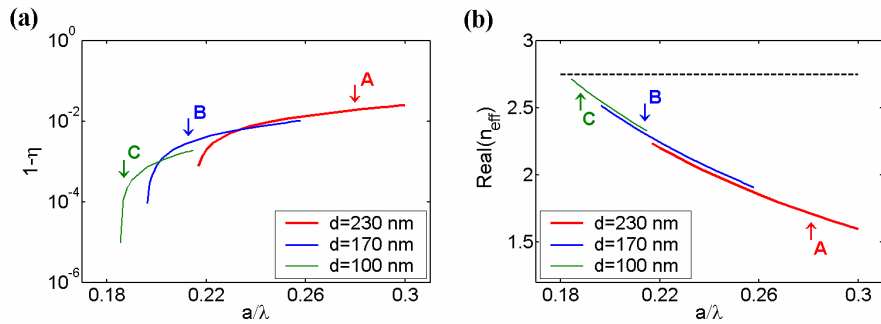 (a)
1-η
10⁰
10⁻²
10⁻⁴
10⁻⁶
A
B
C
d=230 nm
d=170 nm
d=100 nm
0.18
0.22
0.26
0.3
a/λ
(b)
Real(n_eff)
3
2.5
2
1.5
B
C
A
d=230 nm
d=170 nm
d=100 nm
0.18
0.22
0.26
0.3
a/λ